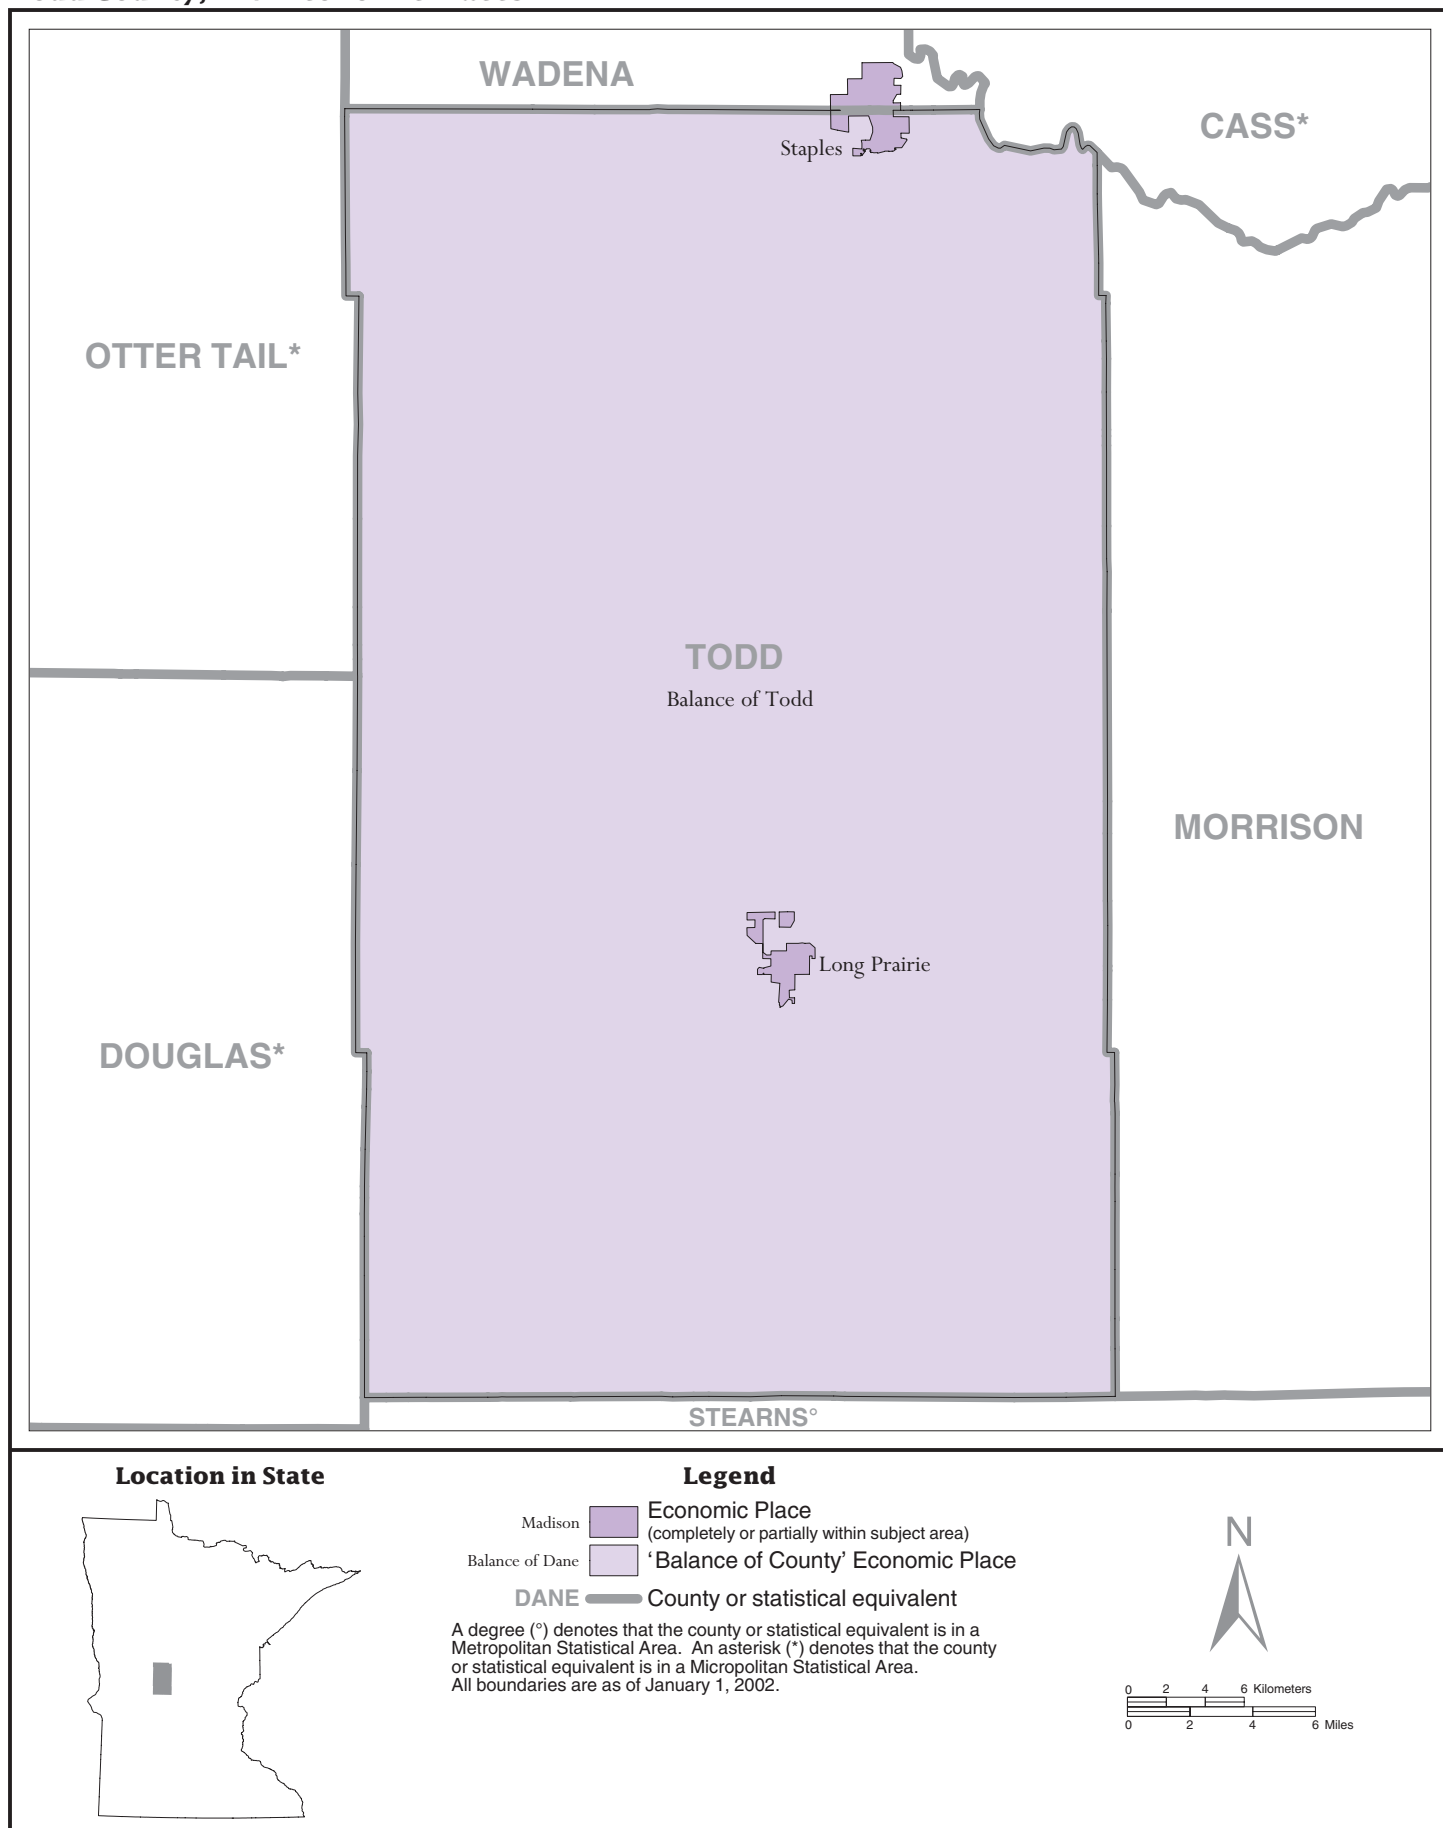 WADENA
CASS*
Staples
OTTER TAIL*
TODD
Balance of Todd
MORRISON
Long Prairie
DOUGLAS*
STEARNS°
Location in State
Legend
Madison
Economic Place
(completely or partially within subject area)
Balance of Dane
‘Balance of County’ Economic Place
DANE
County or statistical equivalent
A degree (°) denotes that the county or statistical equivalent is in a
Metropolitan Statistical Area. An asterisk (*) denotes that the county
or statistical equivalent is in a Micropolitan Statistical Area.
All boundaries are as of January 1, 2002.
N
0 2 4 6 Kilometers
0 2 4 6 Miles